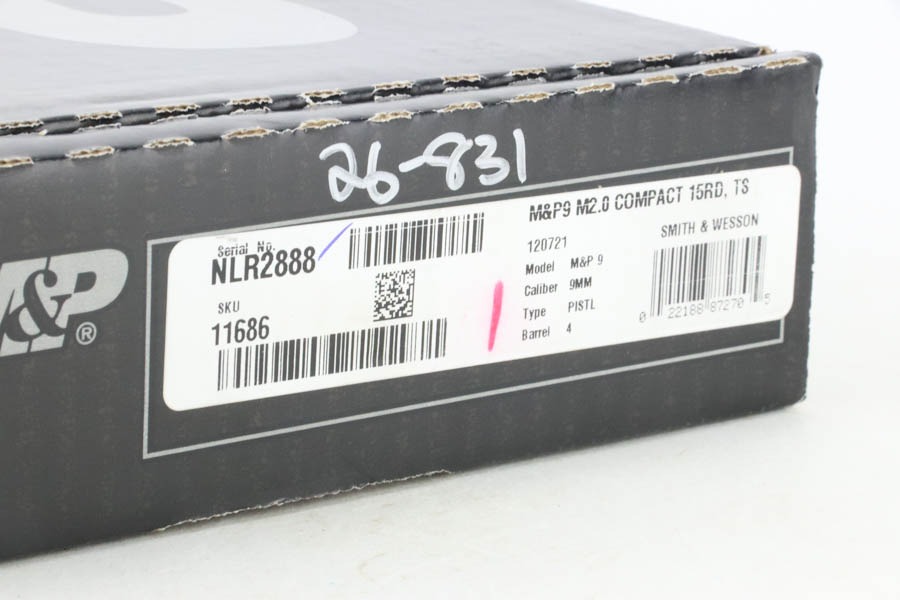 26-831
M&P®
Serial No.
NLR2888
SKU
11686
M&P9 M2.0 COMPACT 15RD, TS
120721
Model M&P 9
Caliber 9MM
Type PISTL
Barrel 4
SMITH & WESSON
0 22188 87270 5